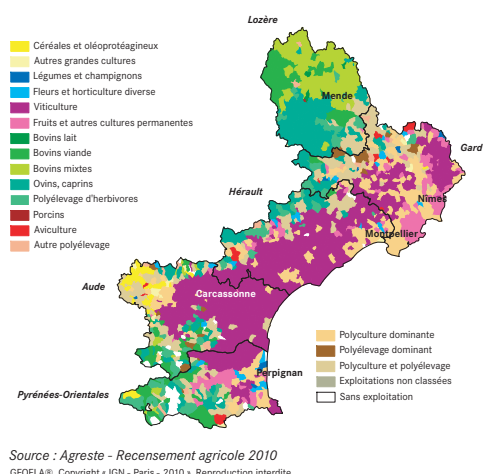 Lozère
Céréales et oléoprotéagineux
Autres grandes cultures
Légumes et champignons
Fleurs et horticulture diverse
Viticulture
Fruits et autres cultures permanentes
Bovins lait
Bovins viande
Bovins mixtes
Ovins, caprins
Polyélevage d'herbivores
Porcins
Aviculture
Autre polyélevage
Mende
Gard
Hérault
Nîmes
Montpellier
Aude
Carcassonne
Perpignan
Pyrénées-Orientales
Polyculture dominante
Polyélevage dominant
Polyculture et polyélevage
Exploitations non classées
Sans exploitation
Source : Agreste - Recensement agricole 2010
GEOFLA®, Copyright « IGN - Paris - 2010 », Reproduction interdite